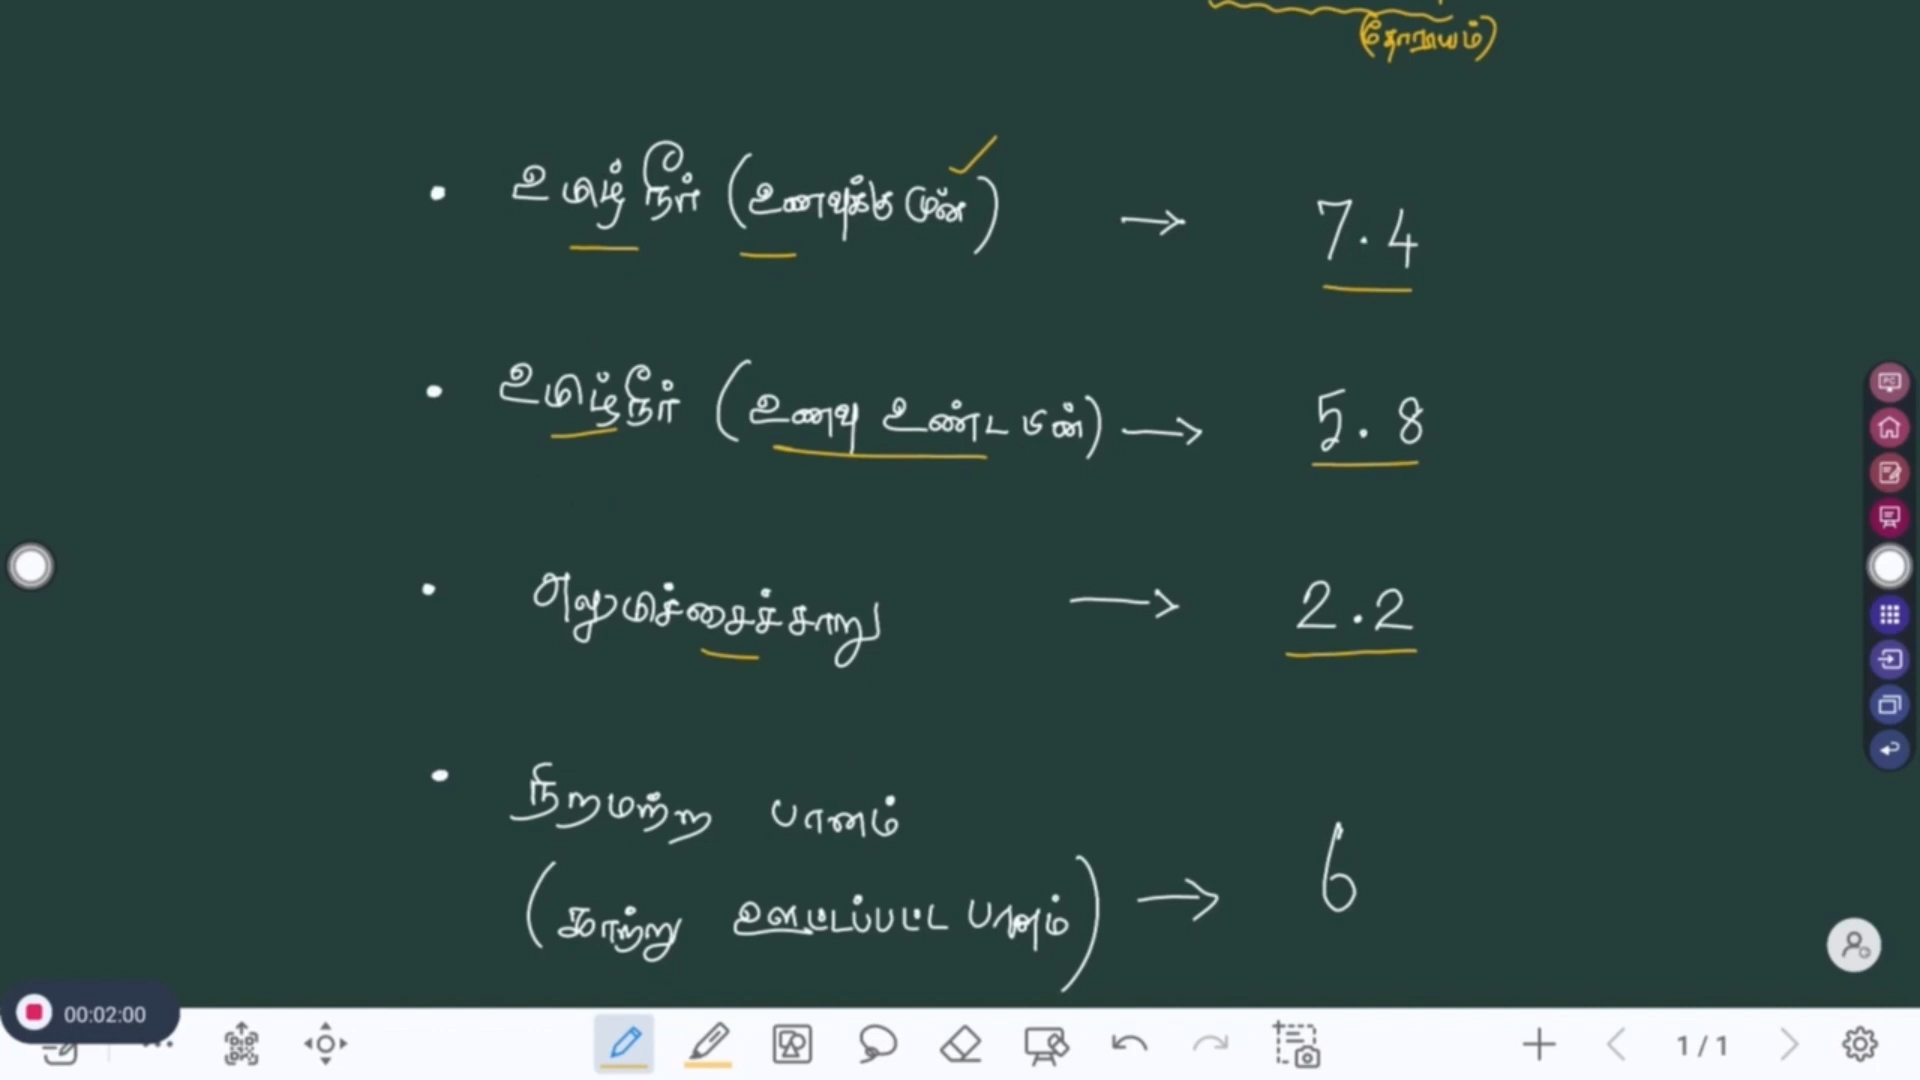 (தோராயம்)
• உமிழ் நீர் (உணவுக்கு முன்) → 7.4
• உமிழ்நீர் (உணவு உண்ட பின்) → 5.8
• எலுமிச்சைச்சாறு → 2.2
• நிறமற்ற பானம்
(காற்று ஊட்டப்பட்ட பானம்) → 6
00:02:00
1 / 1